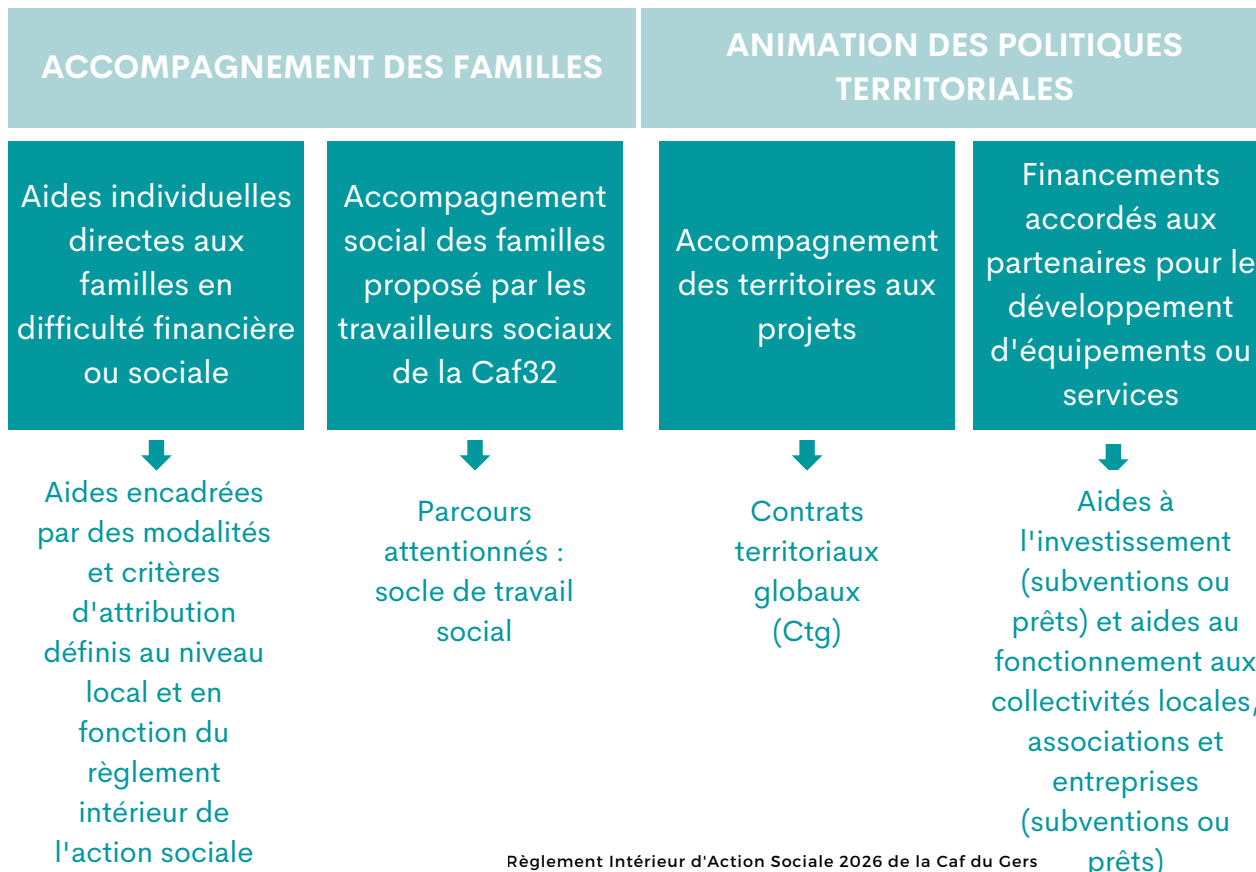 ACCOMPAGNEMENT DES FAMILLES
ANIMATION DES POLITIQUES
TERRITORIALES
Aides individuelles
directes aux
familles en
difficulté financière
ou sociale
Aides encadrées
par des modalités
et critères
d'attribution
définis au niveau
local et en
fonction du
règlement
intérieur de
l'action sociale
Accompagnement
social des familles
proposé par les
travailleurs sociaux
de la Caf32
Parcours
attentionnés :
socle de travail
social
Accompagnement
des territoires aux
projets
Contrats
territoriaux
globaux
(Ctg)
Financements
accordés aux
partenaires pour le
développement
d'équipements ou
services
Aides à
l'investissement
(subventions ou
prêts) et aides au
fonctionnement aux
collectivités locales,
associations et
entreprises
(subventions ou
prêts)
Règlement Intérieur d'Action Sociale 2026 de la Caf du Gers